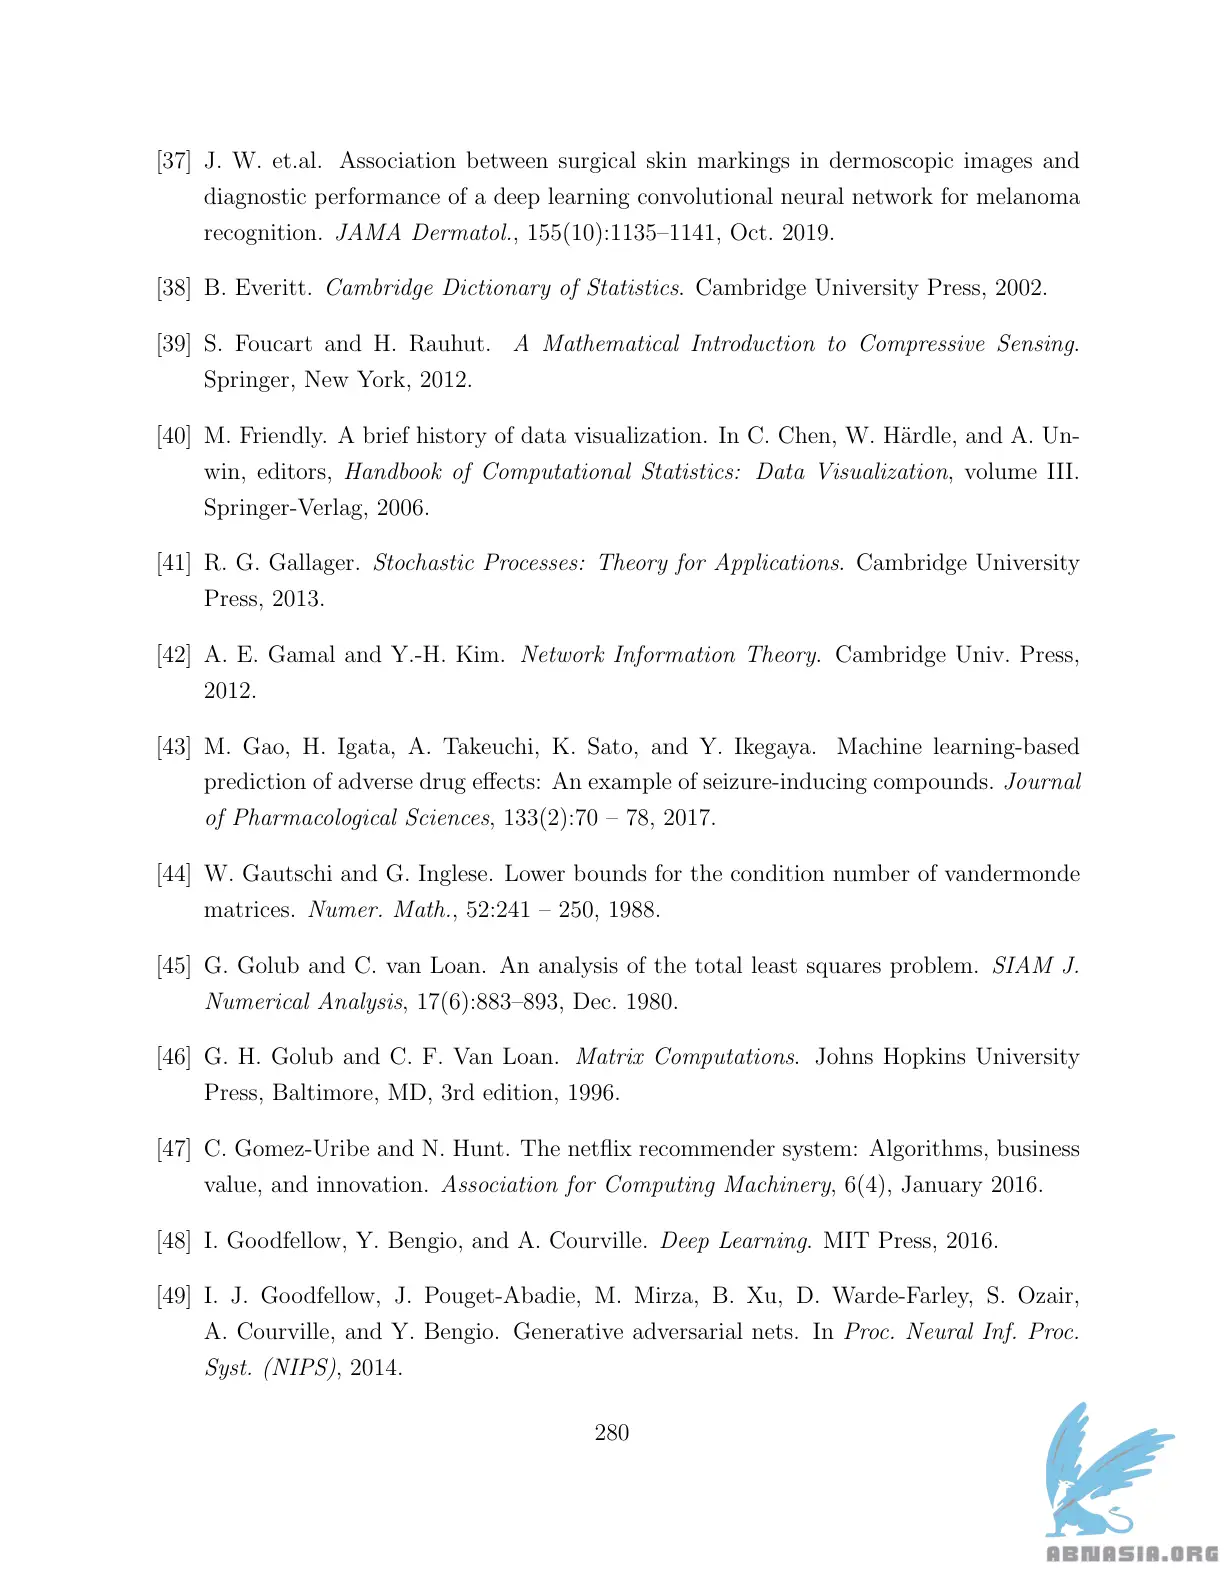 [37] J. W. et.al. Association between surgical skin markings in dermoscopic images and
diagnostic performance of a deep learning convolutional neural network for melanoma
recognition. JAMA Dermatol., 155(10):1135–1141, Oct. 2019.
[38] B. Everitt. Cambridge Dictionary of Statistics. Cambridge University Press, 2002.
[39] S. Foucart and H. Rauhut. A Mathematical Introduction to Compressive Sensing.
Springer, New York, 2012.
[40] M. Friendly. A brief history of data visualization. In C. Chen, W. Härdle, and A. Un-
win, editors, Handbook of Computational Statistics: Data Visualization, volume III.
Springer-Verlag, 2006.
[41] R. G. Gallager. Stochastic Processes: Theory for Applications. Cambridge University
Press, 2013.
[42] A. E. Gamal and Y.-H. Kim. Network Information Theory. Cambridge Univ. Press,
2012.
[43] M. Gao, H. Igata, A. Takeuchi, K. Sato, and Y. Ikegaya. Machine learning-based
prediction of adverse drug effects: An example of seizure-inducing compounds. Journal
of Pharmacological Sciences, 133(2):70 – 78, 2017.
[44] W. Gautschi and G. Inglese. Lower bounds for the condition number of vandermonde
matrices. Numer. Math., 52:241 – 250, 1988.
[45] G. Golub and C. van Loan. An analysis of the total least squares problem. SIAM J.
Numerical Analysis, 17(6):883–893, Dec. 1980.
[46] G. H. Golub and C. F. Van Loan. Matrix Computations. Johns Hopkins University
Press, Baltimore, MD, 3rd edition, 1996.
[47] C. Gomez-Uribe and N. Hunt. The netflix recommender system: Algorithms, business
value, and innovation. Association for Computing Machinery, 6(4), January 2016.
[48] I. Goodfellow, Y. Bengio, and A. Courville. Deep Learning. MIT Press, 2016.
[49] I. J. Goodfellow, J. Pouget-Abadie, M. Mirza, B. Xu, D. Warde-Farley, S. Ozair,
A. Courville, and Y. Bengio. Generative adversarial nets. In Proc. Neural Inf. Proc.
Syst. (NIPS), 2014.
280
ABNASIA.ORG